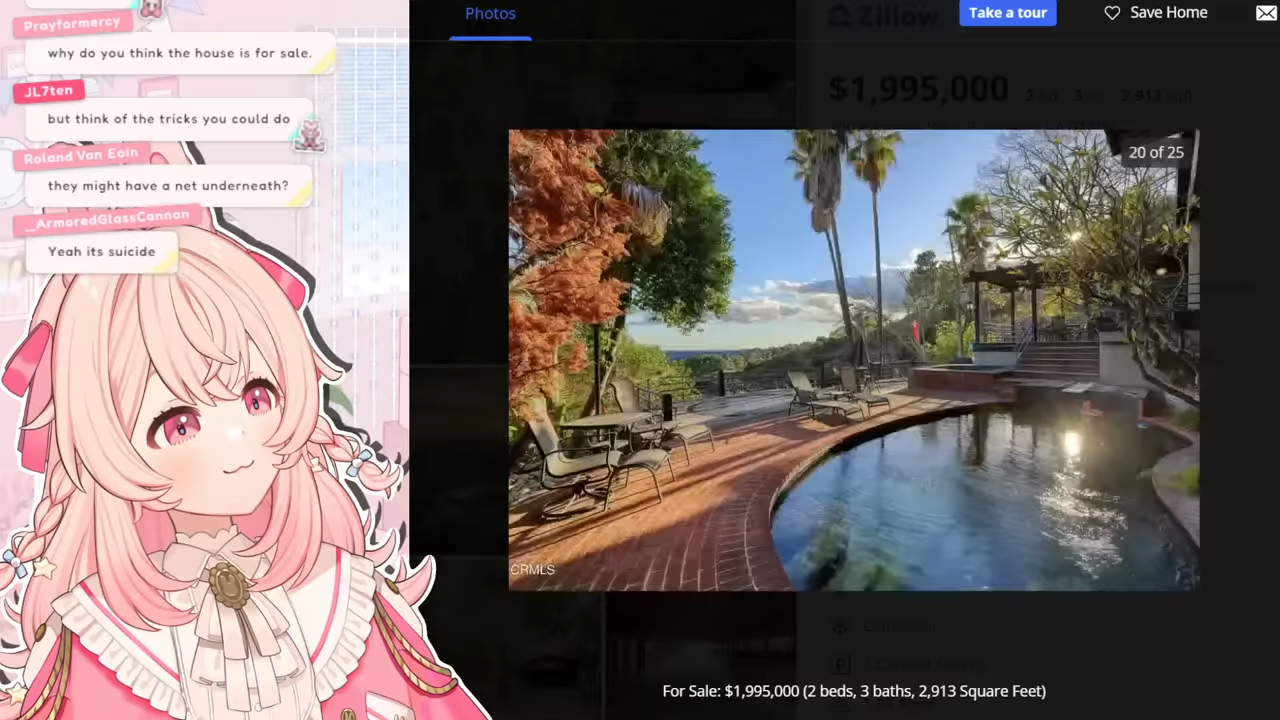 Prayformercy
why do you think the house is for sale.
JL7ten
but think of the tricks you could do
Roland Van Eoin
they might have a net underneath?
_ArmoredGlassCannon
Yeah its suicide
Photos
Zillow
Take a tour
Save Home
$1,995,000
20 of 25
CRMLS
For Sale: $1,995,000 (2 beds, 3 baths, 2,913 Square Feet)